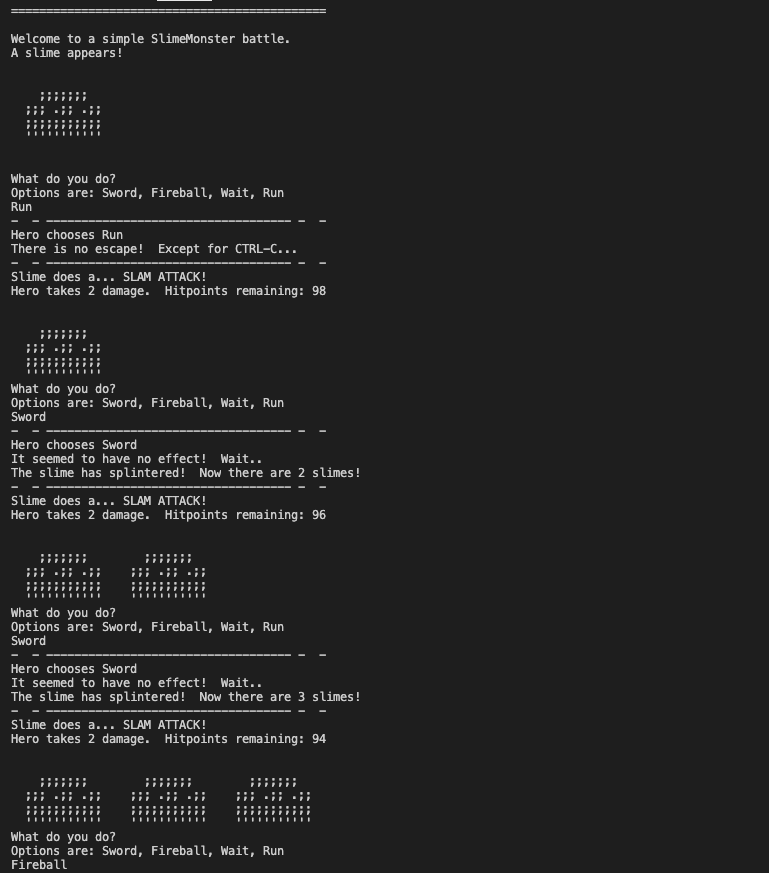 =============================================
Welcome to a simple SlimeMonster battle.
A slime appears!
    ;;;;;;;
  ;;; .;; .;;
  ;;;;;;;;;;;
  '''''''''''
What do you do?
Options are: Sword, Fireball, Wait, Run
Run
-  - ----------------------------------- -  -
Hero chooses Run
There is no escape!  Except for CTRL-C...
-  - ----------------------------------- -  -
Slime does a... SLAM ATTACK!
Hero takes 2 damage.  Hitpoints remaining: 98
    ;;;;;;;
  ;;; .;; .;;
  ;;;;;;;;;;;
  '''''''''''
What do you do?
Options are: Sword, Fireball, Wait, Run
Sword
-  - ----------------------------------- -  -
Hero chooses Sword
It seemed to have no effect!  Wait..
The slime has splintered!  Now there are 2 slimes!
-  - ----------------------------------- -  -
Slime does a... SLAM ATTACK!
Hero takes 2 damage.  Hitpoints remaining: 96
    ;;;;;;;        ;;;;;;;
  ;;; .;; .;;    ;;; .;; .;;
  ;;;;;;;;;;;    ;;;;;;;;;;;
  '''''''''''    '''''''''''
What do you do?
Options are: Sword, Fireball, Wait, Run
Sword
-  - ----------------------------------- -  -
Hero chooses Sword
It seemed to have no effect!  Wait..
The slime has splintered!  Now there are 3 slimes!
-  - ----------------------------------- -  -
Slime does a... SLAM ATTACK!
Hero takes 2 damage.  Hitpoints remaining: 94
    ;;;;;;;        ;;;;;;;        ;;;;;;;
  ;;; .;; .;;    ;;; .;; .;;    ;;; .;; .;;
  ;;;;;;;;;;;    ;;;;;;;;;;;    ;;;;;;;;;;;
  '''''''''''    '''''''''''    '''''''''''
What do you do?
Options are: Sword, Fireball, Wait, Run
Fireball